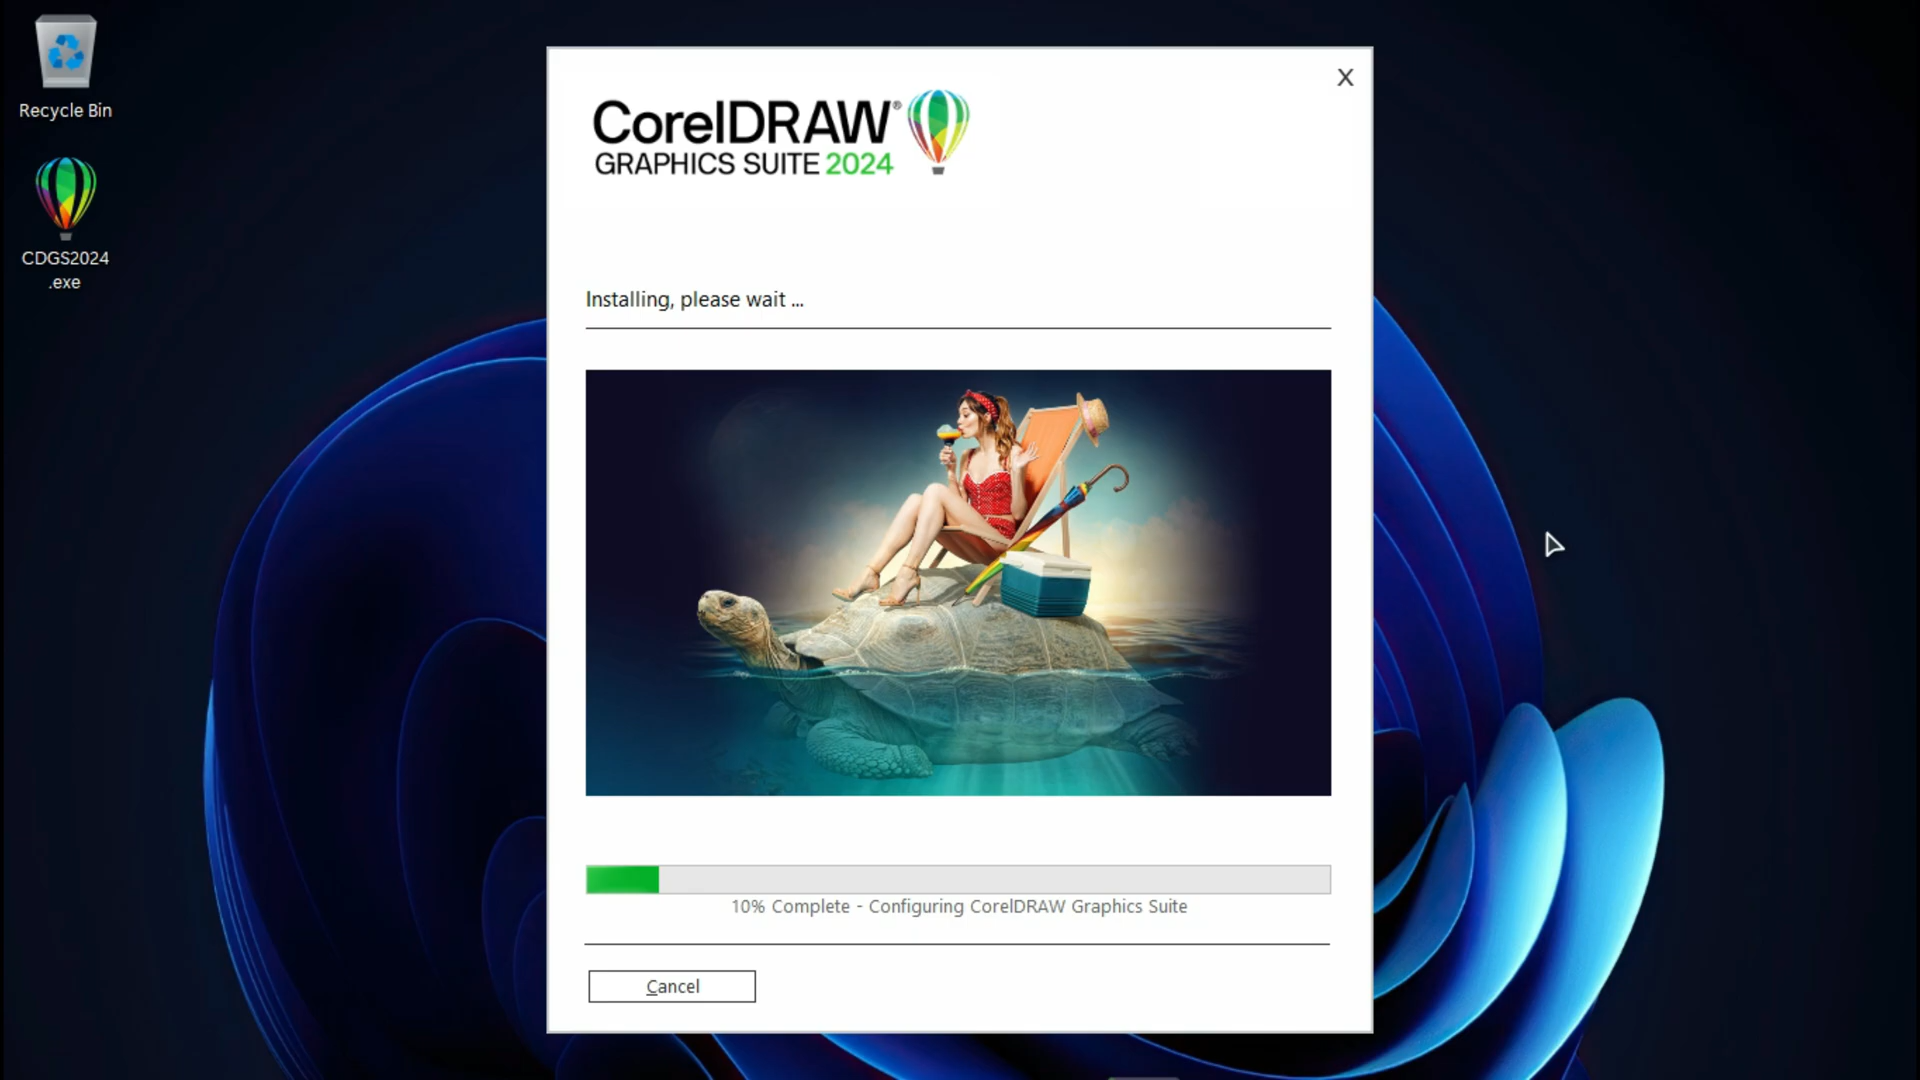 Recycle Bin
CDGS2024
.exe
X
CorelDRAW®
GRAPHICS SUITE 2024
Installing, please wait ...
10% Complete - Configuring CorelDRAW Graphics Suite
Cancel